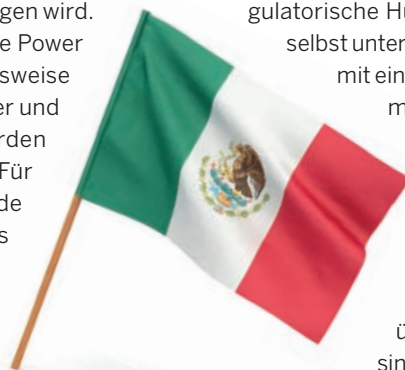 gen wird.
e Power
sweise
er und
rden
Für
de
s
gulatorische Hu
selbst unter
mit ein
m
ü
sin